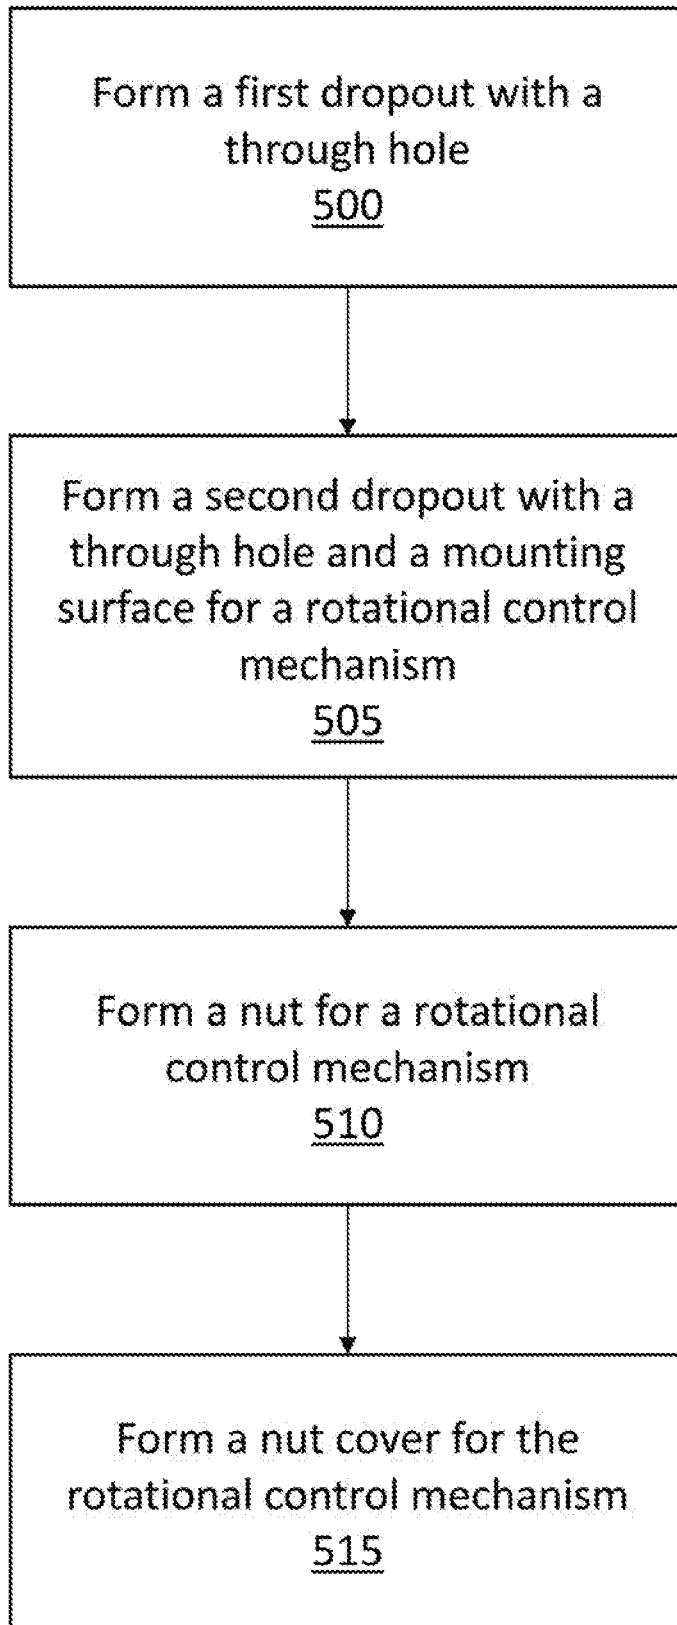 Form a first dropout with a
through hole
500
Form a second dropout with a
through hole and a mounting
surface for a rotational control
mechanism
505
Form a nut for a rotational
control mechanism
510
Form a nut cover for the
rotational control mechanism
515